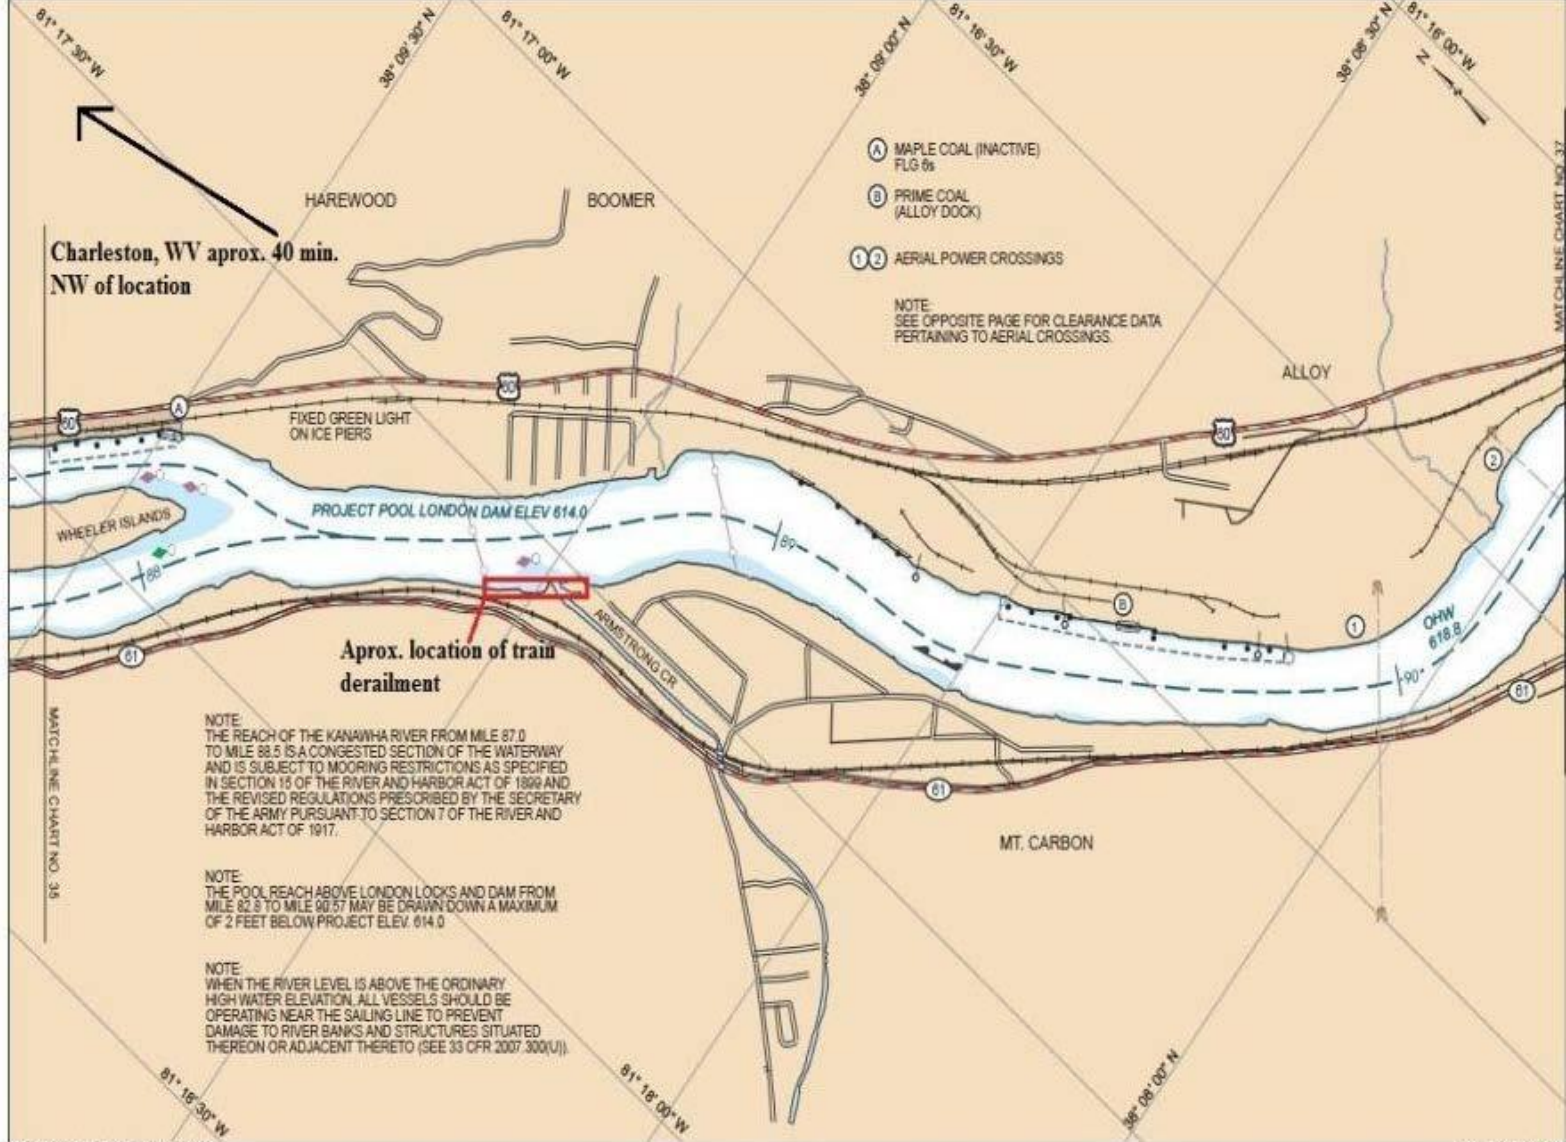 81° 17' 30" W
38° 09' 30" N
81° 17' 00" W
38° 09' 00" N
81° 16' 30" W
38° 08' 30" N
81° 16' 00" W
N
MATCHLINE CHART NO. 37
A MAPLE COAL (INACTIVE)
FLG 6s
B PRIME COAL
(ALLOY DOCK)
1 2 AERIAL POWER CROSSINGS
NOTE:
SEE OPPOSITE PAGE FOR CLEARANCE DATA
PERTAINING TO AERIAL CROSSINGS.
HAREWOOD
BOOMER
Charleston, WV aprox. 40 min.
NW of location
ALLOY
60
A
60
60
FIXED GREEN LIGHT
ON ICE PIERS
2
PROJECT POOL LONDON DAM ELEV 614.0
WHEELER ISLANDS
88
89
B
1
OHW
618.8
90
ARMSTRONG CR
61
61
61
Aprox. location of train
derailment
MATCHLINE CHART NO. 35
NOTE:
THE REACH OF THE KANAWHA RIVER FROM MILE 87.0
TO MILE 88.5 IS A CONGESTED SECTION OF THE WATERWAY
AND IS SUBJECT TO MOORING RESTRICTIONS AS SPECIFIED
IN SECTION 15 OF THE RIVER AND HARBOR ACT OF 1899 AND
THE REVISED REGULATIONS PRESCRIBED BY THE SECRETARY
OF THE ARMY PURSUANT TO SECTION 7 OF THE RIVER AND
HARBOR ACT OF 1917.
MT. CARBON
NOTE:
THE POOL REACH ABOVE LONDON LOCKS AND DAM FROM
MILE 82.8 TO MILE 90.57 MAY BE DRAWN DOWN A MAXIMUM
OF 2 FEET BELOW PROJECT ELEV. 614.0
NOTE:
WHEN THE RIVER LEVEL IS ABOVE THE ORDINARY
HIGH WATER ELEVATION, ALL VESSELS SHOULD BE
OPERATING NEAR THE SAILING LINE TO PREVENT
DAMAGE TO RIVER BANKS AND STRUCTURES SITUATED
THEREON OR ADJACENT THERETO (SEE 33 CFR 2007.300(U)).
81° 18' 30" W
81° 18' 00" W
38° 08' 00" N